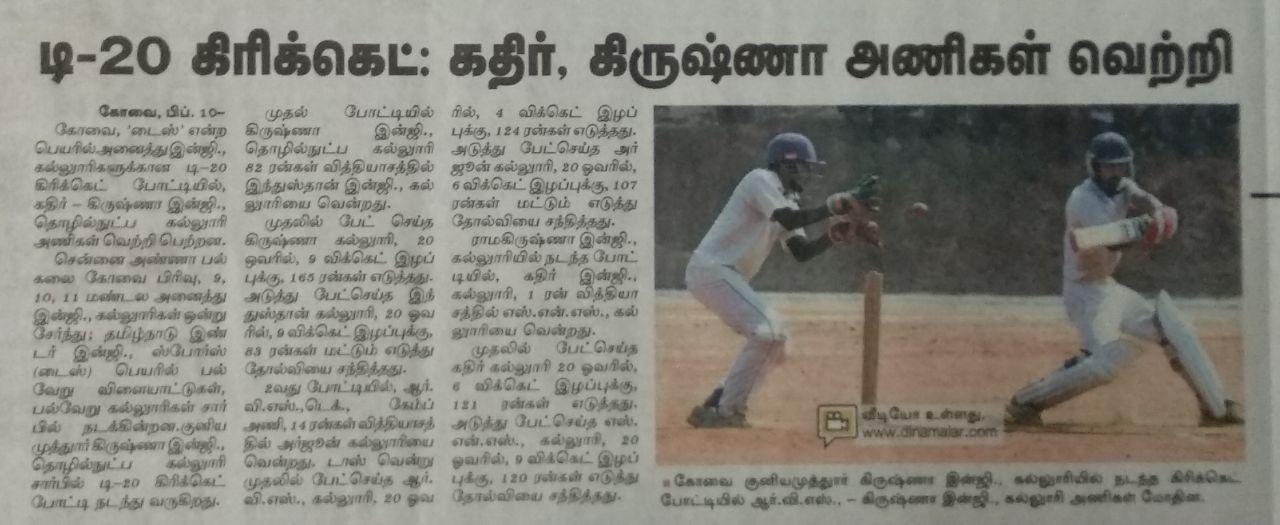 டி-20 கிரிக்கெட்: கதிர், கிருஷ்ணா அணிகள் வெற்றி
கோவை, பிப். 10–
கோவை, 'டைஸ்' என்ற
பெயரில்அனைத்துஇன்ஜி.,
கல்லூரிகளுக்கான டி–20
கிரிக்கெட் போட்டியில்,
கதிர் – கிருஷ்ணா இன்ஜி.,
தொழில்நுட்ப கல்லூரி
அணிகள் வெற்றி பெற்றன.
சென்னை அண்ணா பல்
கலை கோவை பிரிவு, 9,
10, 11 மண்டல அனைத்து
இன்ஜி., கல்லூரிகள் ஒன்று
சேர்ந்து; தமிழ்நாடு இண்
டர் இன்ஜி., ஸ்போர்ஸ்
(டைஸ்) பெயரில் பல்
வேறு விளையாட்டுகள்,
பல்வேறு கல்லூரிகள் சார்
பில் நடக்கின்றன.குனிய
முத்தூர் கிருஷ்ணா இன்ஜி.,
தொழில்நுட்ப கல்லூரி
சார்பில் டி–20 கிரிக்கெட்
போட்டி நடந்து வருகிறது.
முதல் போட்டியில்
கிருஷ்ணா இன்ஜி.,
தொழில்நுட்ப கல்லூரி
82 ரன்கள் வித்தியாசத்தில்
இந்துஸ்தான் இன்ஜி., கல்
லூரியை வென்றது.
முதலில் பேட் செய்த
கிருஷ்ணா கல்லூரி, 20
ஓவரில், 9 விக்கெட் இழப்
புக்கு, 165 ரன்கள் எடுத்தது.
அடுத்து பேட்செய்த இந்
துஸ்தான் கல்லூரி, 20 ஓவ
ரில், 9 விக்கெட் இழப்புக்கு,
83 ரன்கள் மட்டும் எடுத்து
தோல்வியை சந்தித்தது.
2வது போட்டியில், ஆர்.
வி.எஸ்.,டெக்., கேம்ப்
அணி, 14 ரன்கள் வித்தியாசத்
தில் அர்ஜூன் கல்லூரியை
வென்றது. டாஸ் வென்று
முதலில் பேட்செய்த ஆர்.
வி.எஸ்., கல்லூரி, 20 ஓவ
ரில், 4 விக்கெட் இழப்
புக்கு, 124 ரன்கள் எடுத்தது.
அடுத்து பேட்செய்த அர்
ஜூன் கல்லூரி, 20 ஓவரில்,
6 விக்கெட் இழப்புக்கு, 107
ரன்கள் மட்டும் எடுத்து
தோல்வியை சந்தித்தது.
ராமகிருஷ்ணா இன்ஜி.,
கல்லூரியில் நடந்த போட்
டியில், கதிர் இன்ஜி.,
கல்லூரி, 1 ரன் வித்தியா
சத்தில் எஸ்.என்.எஸ்., கல்
லூரியை வென்றது.
முதலில் பேட்செய்த
கதிர் கல்லூரி 20 ஓவரில்,
6 விக்கெட் இழப்புக்கு,
121 ரன்கள் எடுத்தது.
அடுத்து பேட்செய்த எஸ்.
என்.எஸ்., கல்லூரி, 20
ஓவரில், 9 விக்கெட் இழப்
புக்கு, 120 ரன்கள் எடுத்து
தோல்வியை சந்தித்தது.
வீடியோ உள்ளது.
www.dinamalar.com
கோவை குனியமுத்தூர் கிருஷ்ணா இன்ஜி., கல்லூரியில் நடந்த கிரிக்கெட்
போட்டியில் ஆர்.வி.எஸ்., – கிருஷ்ணா இன்ஜி., கல்லூரி அணிகள் மோதின.